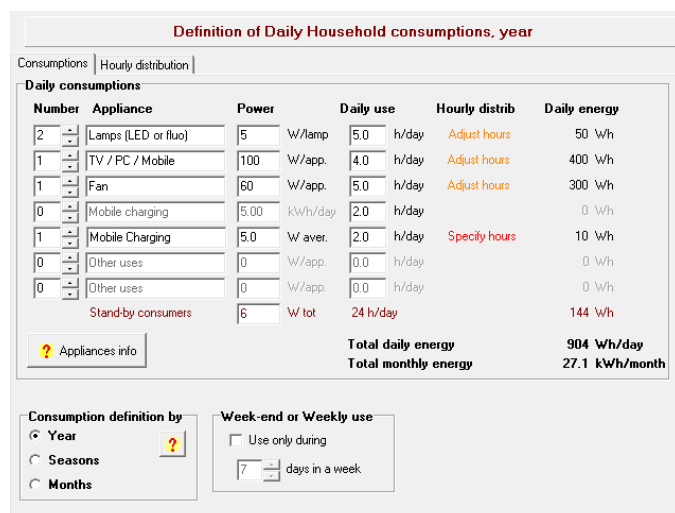 Definition of Daily Household consumptions, year
Consumptions Hourly distribution
Daily consumptions
Number Appliance Power Daily use Hourly distrib Daily energy
2 Lamps (LED or fluo) 5 W/lamp 5.0 h/day Adjust hours 50 Wh
1 TV / PC / Mobile 100 W/app. 4.0 h/day Adjust hours 400 Wh
1 Fan 60 W/app. 5.0 h/day Adjust hours 300 Wh
0 Mobile charging 5.00 kWh/day 2.0 h/day 0 Wh
1 Mobile Charging 5.0 W aver. 2.0 h/day Specify hours 10 Wh
0 Other uses 0 W/app. 0.0 h/day 0 Wh
0 Other uses 0 W/app. 0.0 h/day 0 Wh
Stand-by consumers 6 W tot 24 h/day 144 Wh
? Appliances info Total daily energy 904 Wh/day
Total monthly energy 27.1 kWh/month
Consumption definition by Week-end or Weekly use
Year ? Use only during
Seasons 7 days in a week
Months